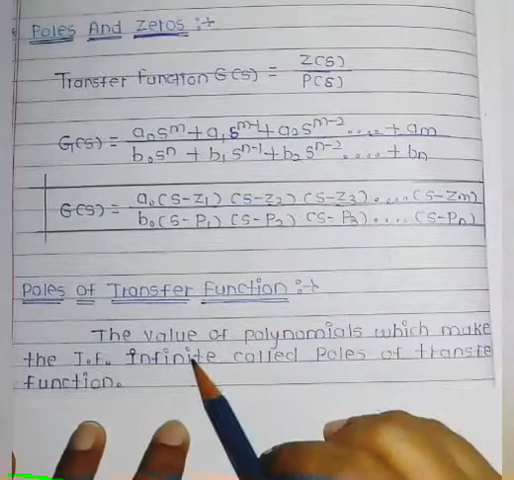 Poles And Zeros :+
Transfer function G(S) = Z(S) / P(S)
G(S) = a₀s^m + a₁s^m-1 + a₂s^m-2 ..... + am / b₀s^n + b₁s^n-1 + b₂s^n-2 ..... + bn
G(S) = a₀(S-Z₁) (S-Z₂) (S-Z₃).....(S-Zm) / b₀(S-P₁) (S-P₂) (S-P₃).....(S-Pn)
Poles of Transfer function :+
The value of polynomials which make
the T.F. infinite called Poles of transfe
function.